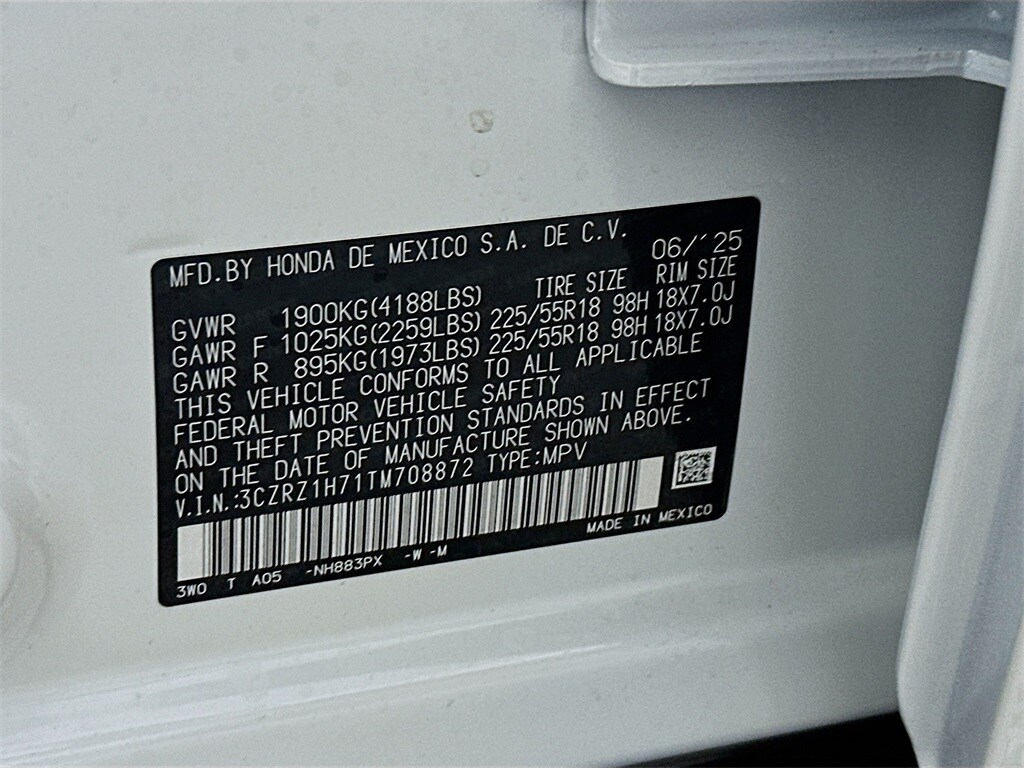 MFD.BY HONDA DE MEXICO S.A. DE C.V. 06/'25
TIRE SIZE RIM SIZE
GVWR 1900KG(4188LBS)
GAWR F 1025KG(2259LBS) 225/55R18 98H 18X7.0J
GAWR R 895KG(1973LBS) 225/55R18 98H 18X7.0J
THIS VEHICLE CONFORMS TO ALL APPLICABLE
FEDERAL MOTOR VEHICLE SAFETY
AND THEFT PREVENTION STANDARDS IN EFFECT
ON THE DATE OF MANUFACTURE SHOWN ABOVE.
V.I.N.:3CZRZ1H71TM708872 TYPE:MPV
MADE IN MEXICO
3W0 T A05 -NH883PX -W -M